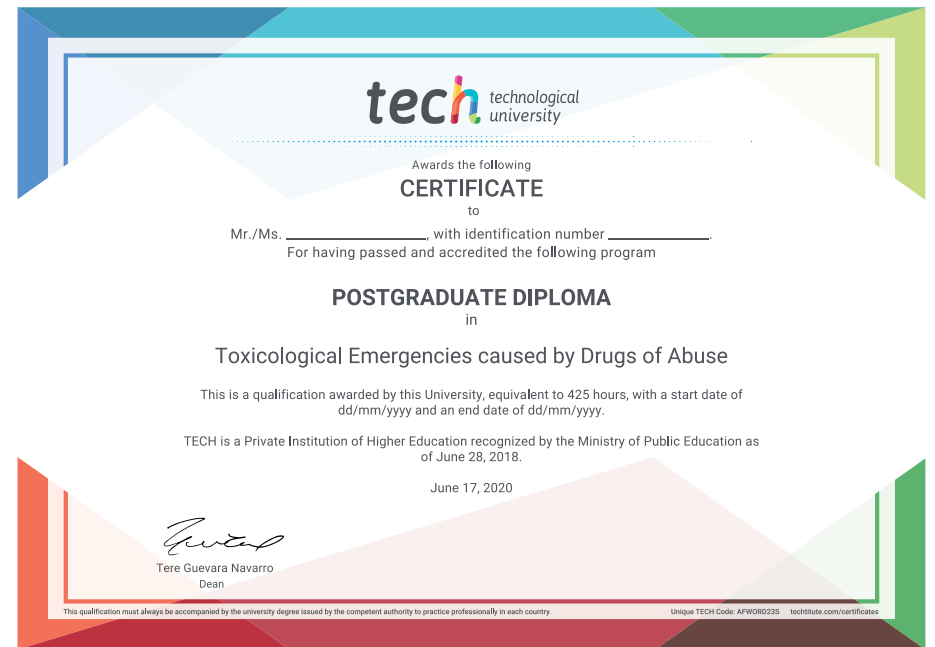 tech technological
university
Awards the following
CERTIFICATE
to
Mr./Ms. __________________, with identification number _____________.
For having passed and accredited the following program
POSTGRADUATE DIPLOMA
in
Toxicological Emergencies caused by Drugs of Abuse
This is a qualification awarded by this University, equivalent to 425 hours, with a start date of
dd/mm/yyyy and an end date of dd/mm/yyyy.
TECH is a Private Institution of Higher Education recognized by the Ministry of Public Education as
of June 28, 2018.
June 17, 2020
Tere Guevara Navarro
Dean
This qualification must always be accompanied by the university degree issued by the competent authority to practice professionally in each country.
Unique TECH Code: AFWORD23S techtitute.com/certificates